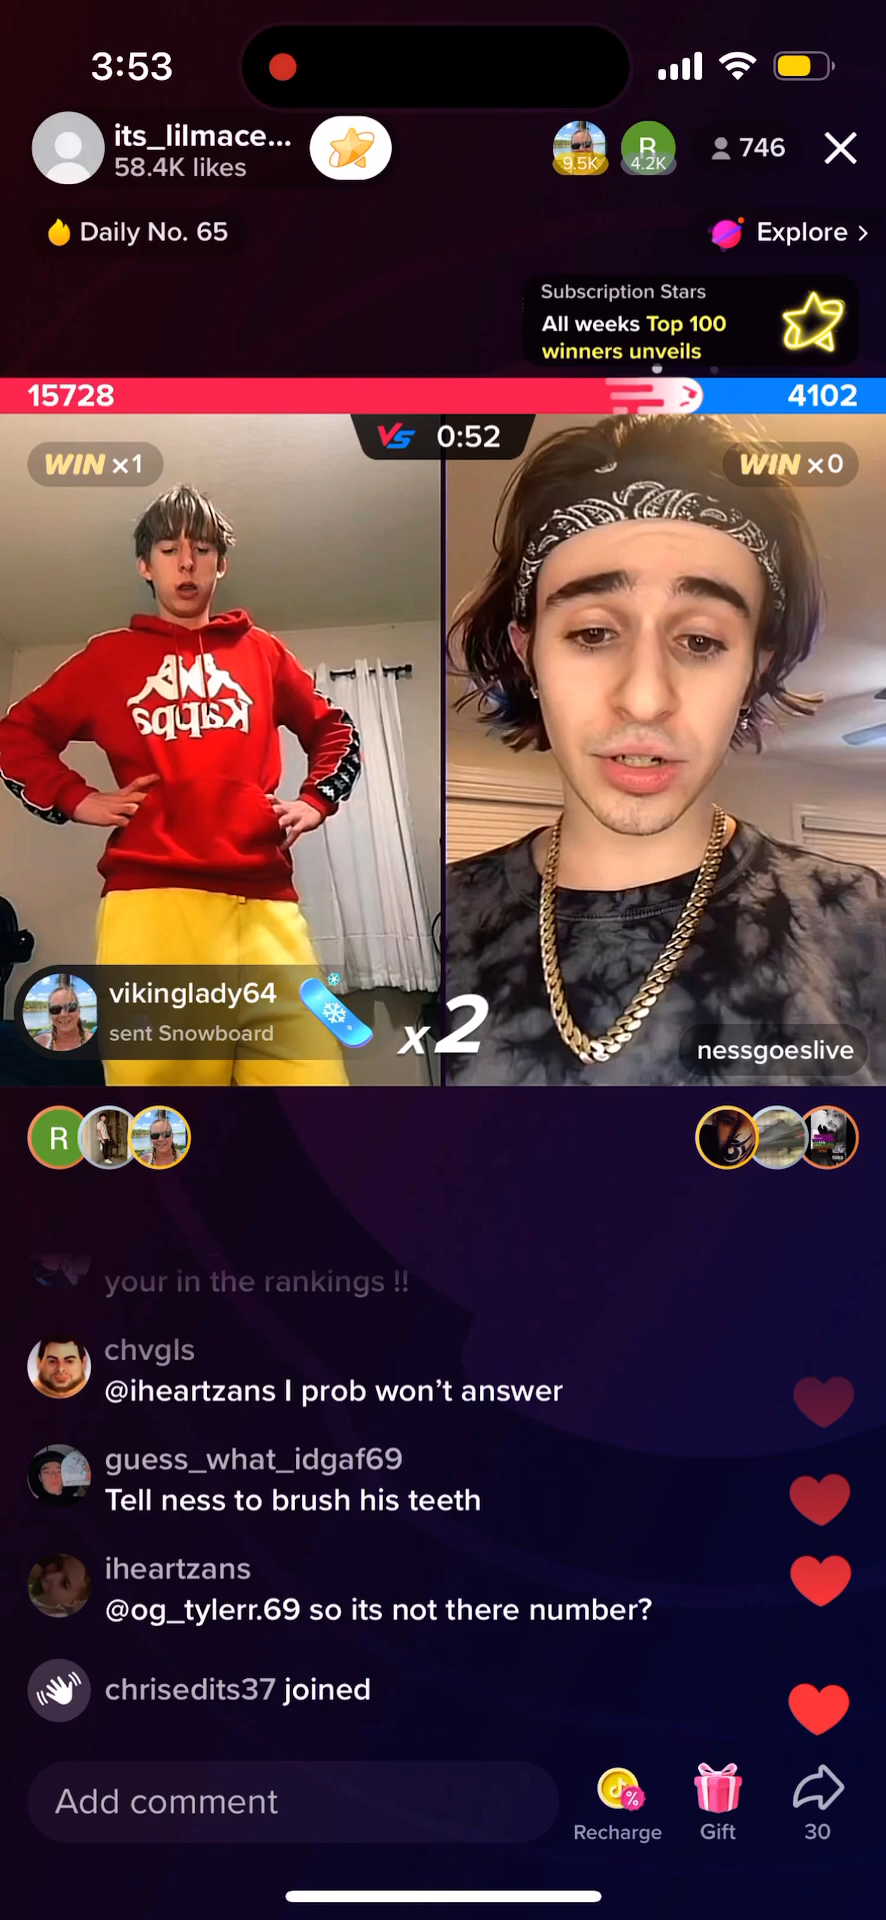 3:53
its_lilmace...
58.4K likes
9.5K
R
4.2K
746
Daily No. 65
Explore >
Subscription Stars
All weeks Top 100
winners unveils
15728
4102
VS 0:52
WIN x1
WIN x0
Kappa
vikinglady64
sent Snowboard
x2
nessgoeslive
R
your in the rankings !!
chvgls
@iheartzans I prob won’t answer
guess_what_idgaf69
Tell ness to brush his teeth
iheartzans
@og_tylerr.69 so its not there number?
chrisedits37 joined
Add comment
%
Recharge
Gift
30